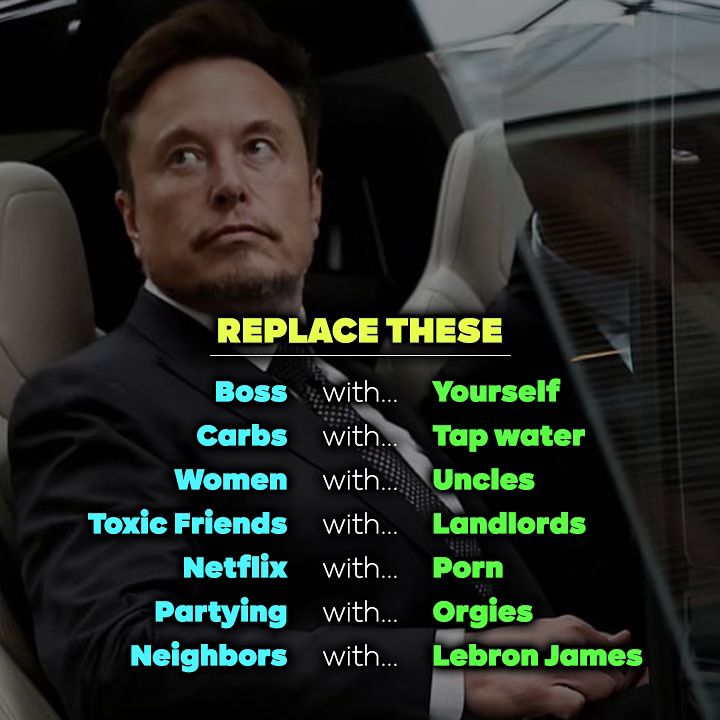 REPLACE THESE
Boss with... Yourself
Carbs with... Tap water
Women with... Uncles
Toxic Friends with... Landlords
Netflix with... Porn
Partying with... Orgies
Neighbors with... Lebron James